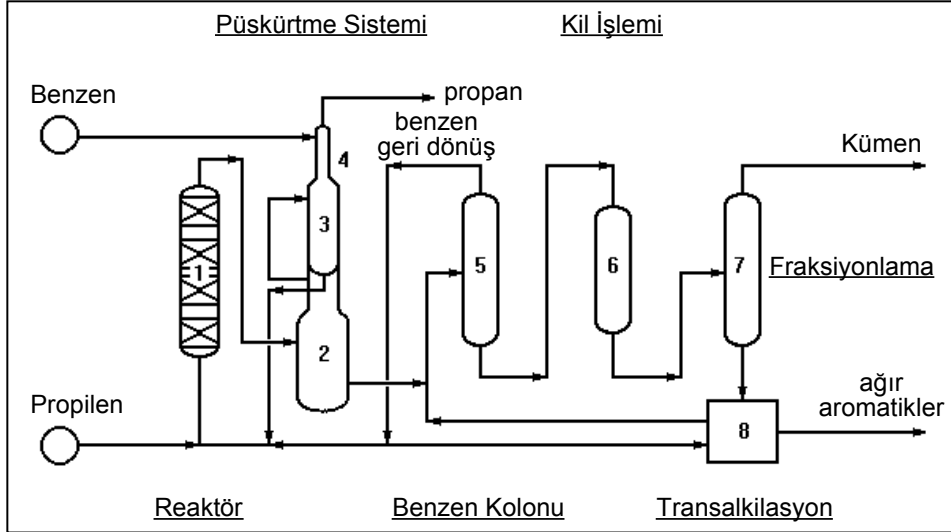 Püskürtme Sistemi
Kil İşlemi
Benzen
propan
benzen
geri dönüş
Kümen
4
3
1
5
6
7
Fraksiyonlama
2
Propilen
ağır
aromatikler
8
Reaktör
Benzen Kolonu
Transalkilasyon